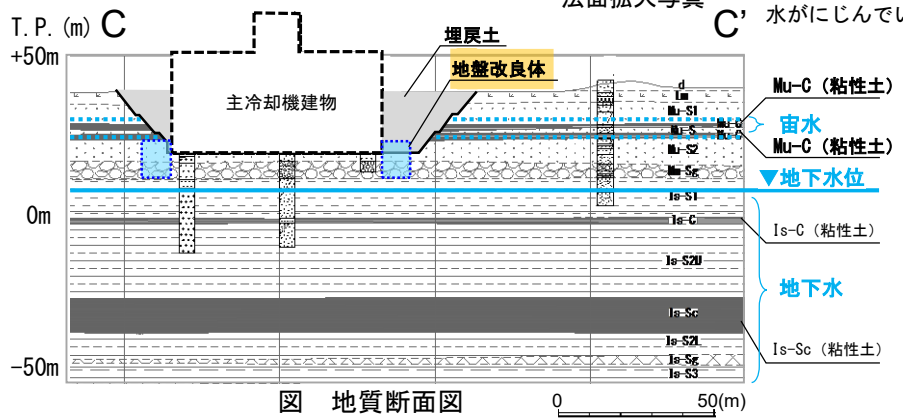 法面拡大写真
水がにじんでい
T.P.(m) C
C'
+50m
埋戻土
地盤改良体
主冷却機建物
d
lm
Mu-S1
Mu-C
Mu-S
Mu-C
Mu-S2
Mu-Sg
Mu-C（粘性土）
宙水
Mu-C（粘性土）
▼地下水位
0m
Is-S1
Is-C
Is-C（粘性土）
Is-S2U
地下水
Is-Sc
Is-S2L
Is-Sc（粘性土）
Is-Sg
Is-S3
-50m
図 地質断面図
0 50(m)